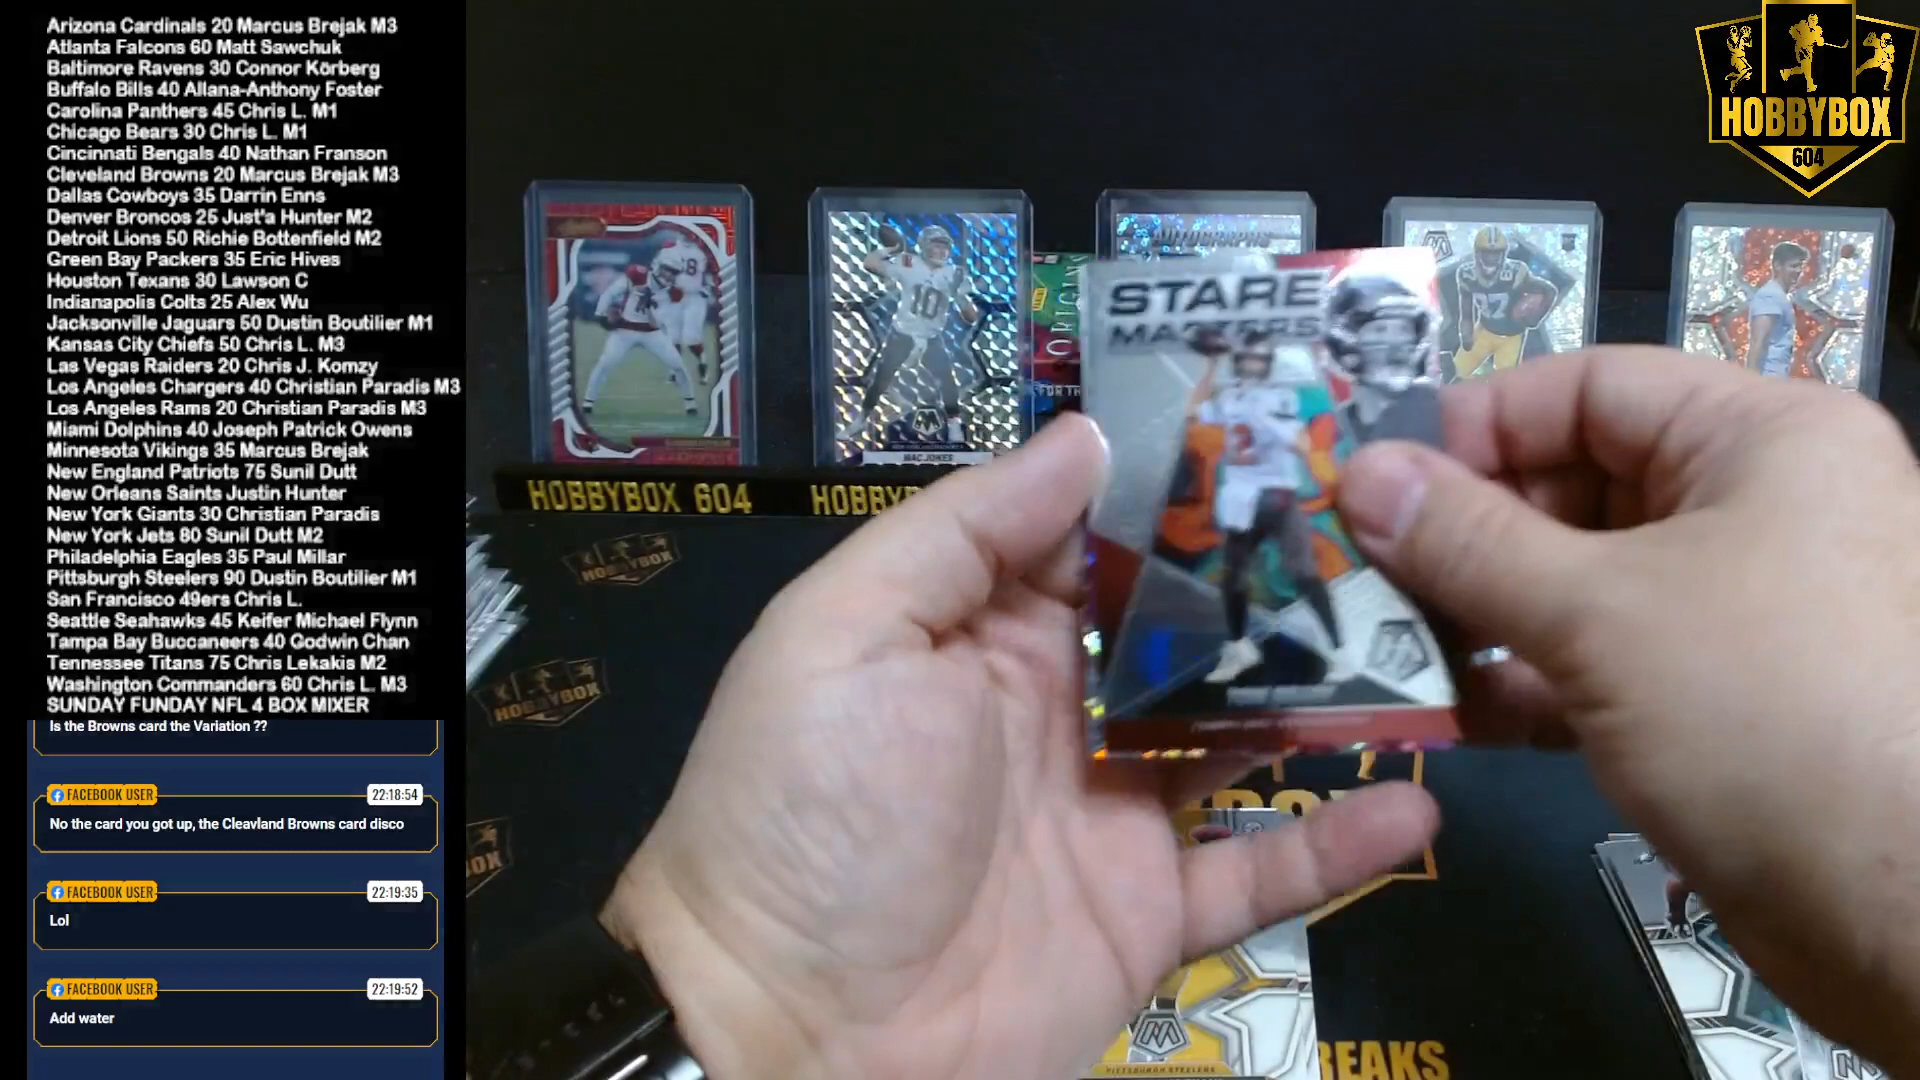 Arizona Cardinals 20 Marcus Brejak M3
Atlanta Falcons 60 Matt Sawchuk
Baltimore Ravens 30 Connor Körberg
Buffalo Bills 40 Allana-Anthony Foster
Carolina Panthers 45 Chris L. M1
Chicago Bears 30 Chris L. M1
Cincinnati Bengals 40 Nathan Franson
Cleveland Browns 20 Marcus Brejak M3
Dallas Cowboys 35 Darrin Enns
Denver Broncos 25 Just'a Hunter M2
Detroit Lions 50 Richie Bottenfield M2
Green Bay Packers 35 Eric Hives
Houston Texans 30 Lawson C
Indianapolis Colts 25 Alex Wu
Jacksonville Jaguars 50 Dustin Boutilier M1
Kansas City Chiefs 50 Chris L. M3
Las Vegas Raiders 20 Chris J. Komzy
Los Angeles Chargers 40 Christian Paradis M3
Los Angeles Rams 20 Christian Paradis M3
Miami Dolphins 40 Joseph Patrick Owens
Minnesota Vikings 35 Marcus Brejak
New England Patriots 75 Sunil Dutt
New Orleans Saints Justin Hunter
New York Giants 30 Christian Paradis
New York Jets 80 Sunil Dutt M2
Philadelphia Eagles 35 Paul Millar
Pittsburgh Steelers 90 Dustin Boutilier M1
San Francisco 49ers Chris L.
Seattle Seahawks 45 Keifer Michael Flynn
Tampa Bay Buccaneers 40 Godwin Chan
Tennessee Titans 75 Chris Lekakis M2
Washington Commanders 60 Chris L. M3
SUNDAY FUNDAY NFL 4 BOX MIXER
Is the Browns card the Variation ??
FACEBOOK USER 22:18:54
No the card you got up, the Cleavland Browns card disco
FACEBOOK USER 22:19:35
Lol
FACEBOOK USER 22:19:52
Add water
HOBBYBOX
604
AUTOGRAPHS
10
87
MAC JONES
STARE
MASTERS
HOBBYBOX 604
HOBBYBOX
HOBBYBOX
PITTSBURGH STEELERS
BREAKS